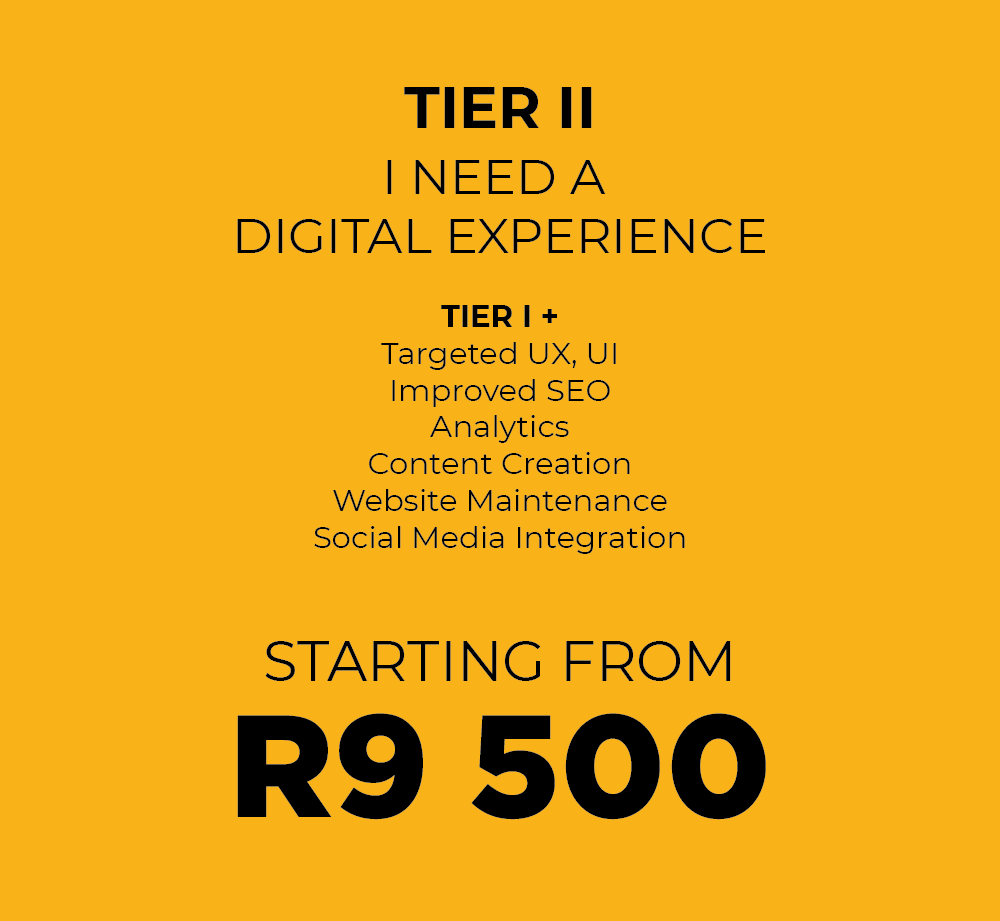 TIER II
I NEED A
DIGITAL EXPERIENCE
TIER I +
Targeted UX, UI
Improved SEO
Analytics
Content Creation
Website Maintenance
Social Media Integration
STARTING FROM
R9 500